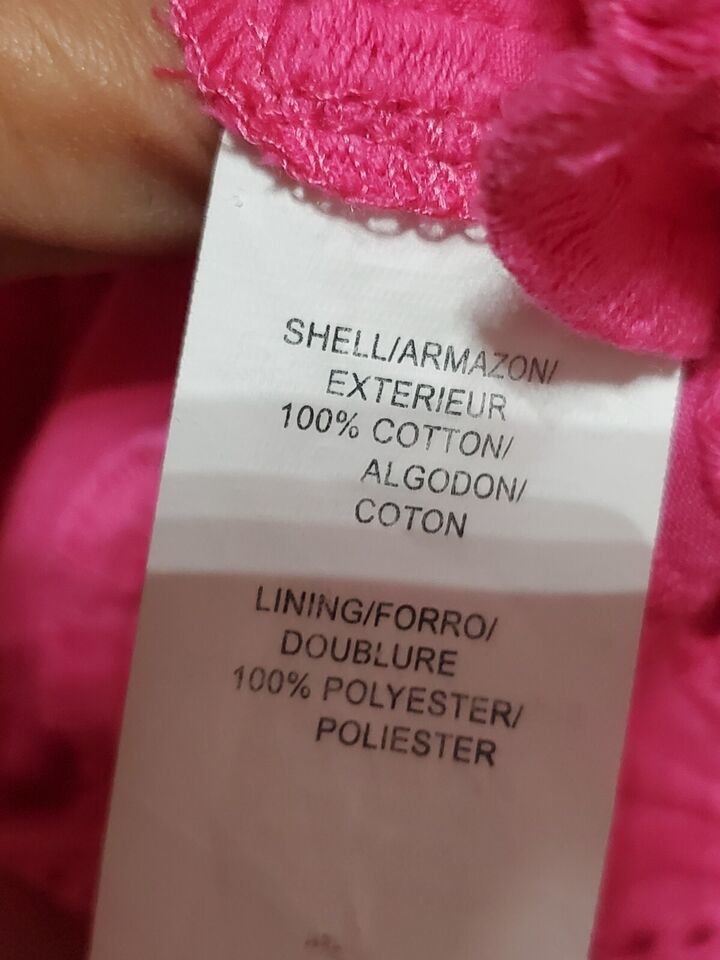 SHELL/ARMAZON/
EXTERIEUR
100% COTTON/
ALGODON/
COTON
LINING/FORRO/
DOUBLURE
100% POLYESTER/
POLIESTER